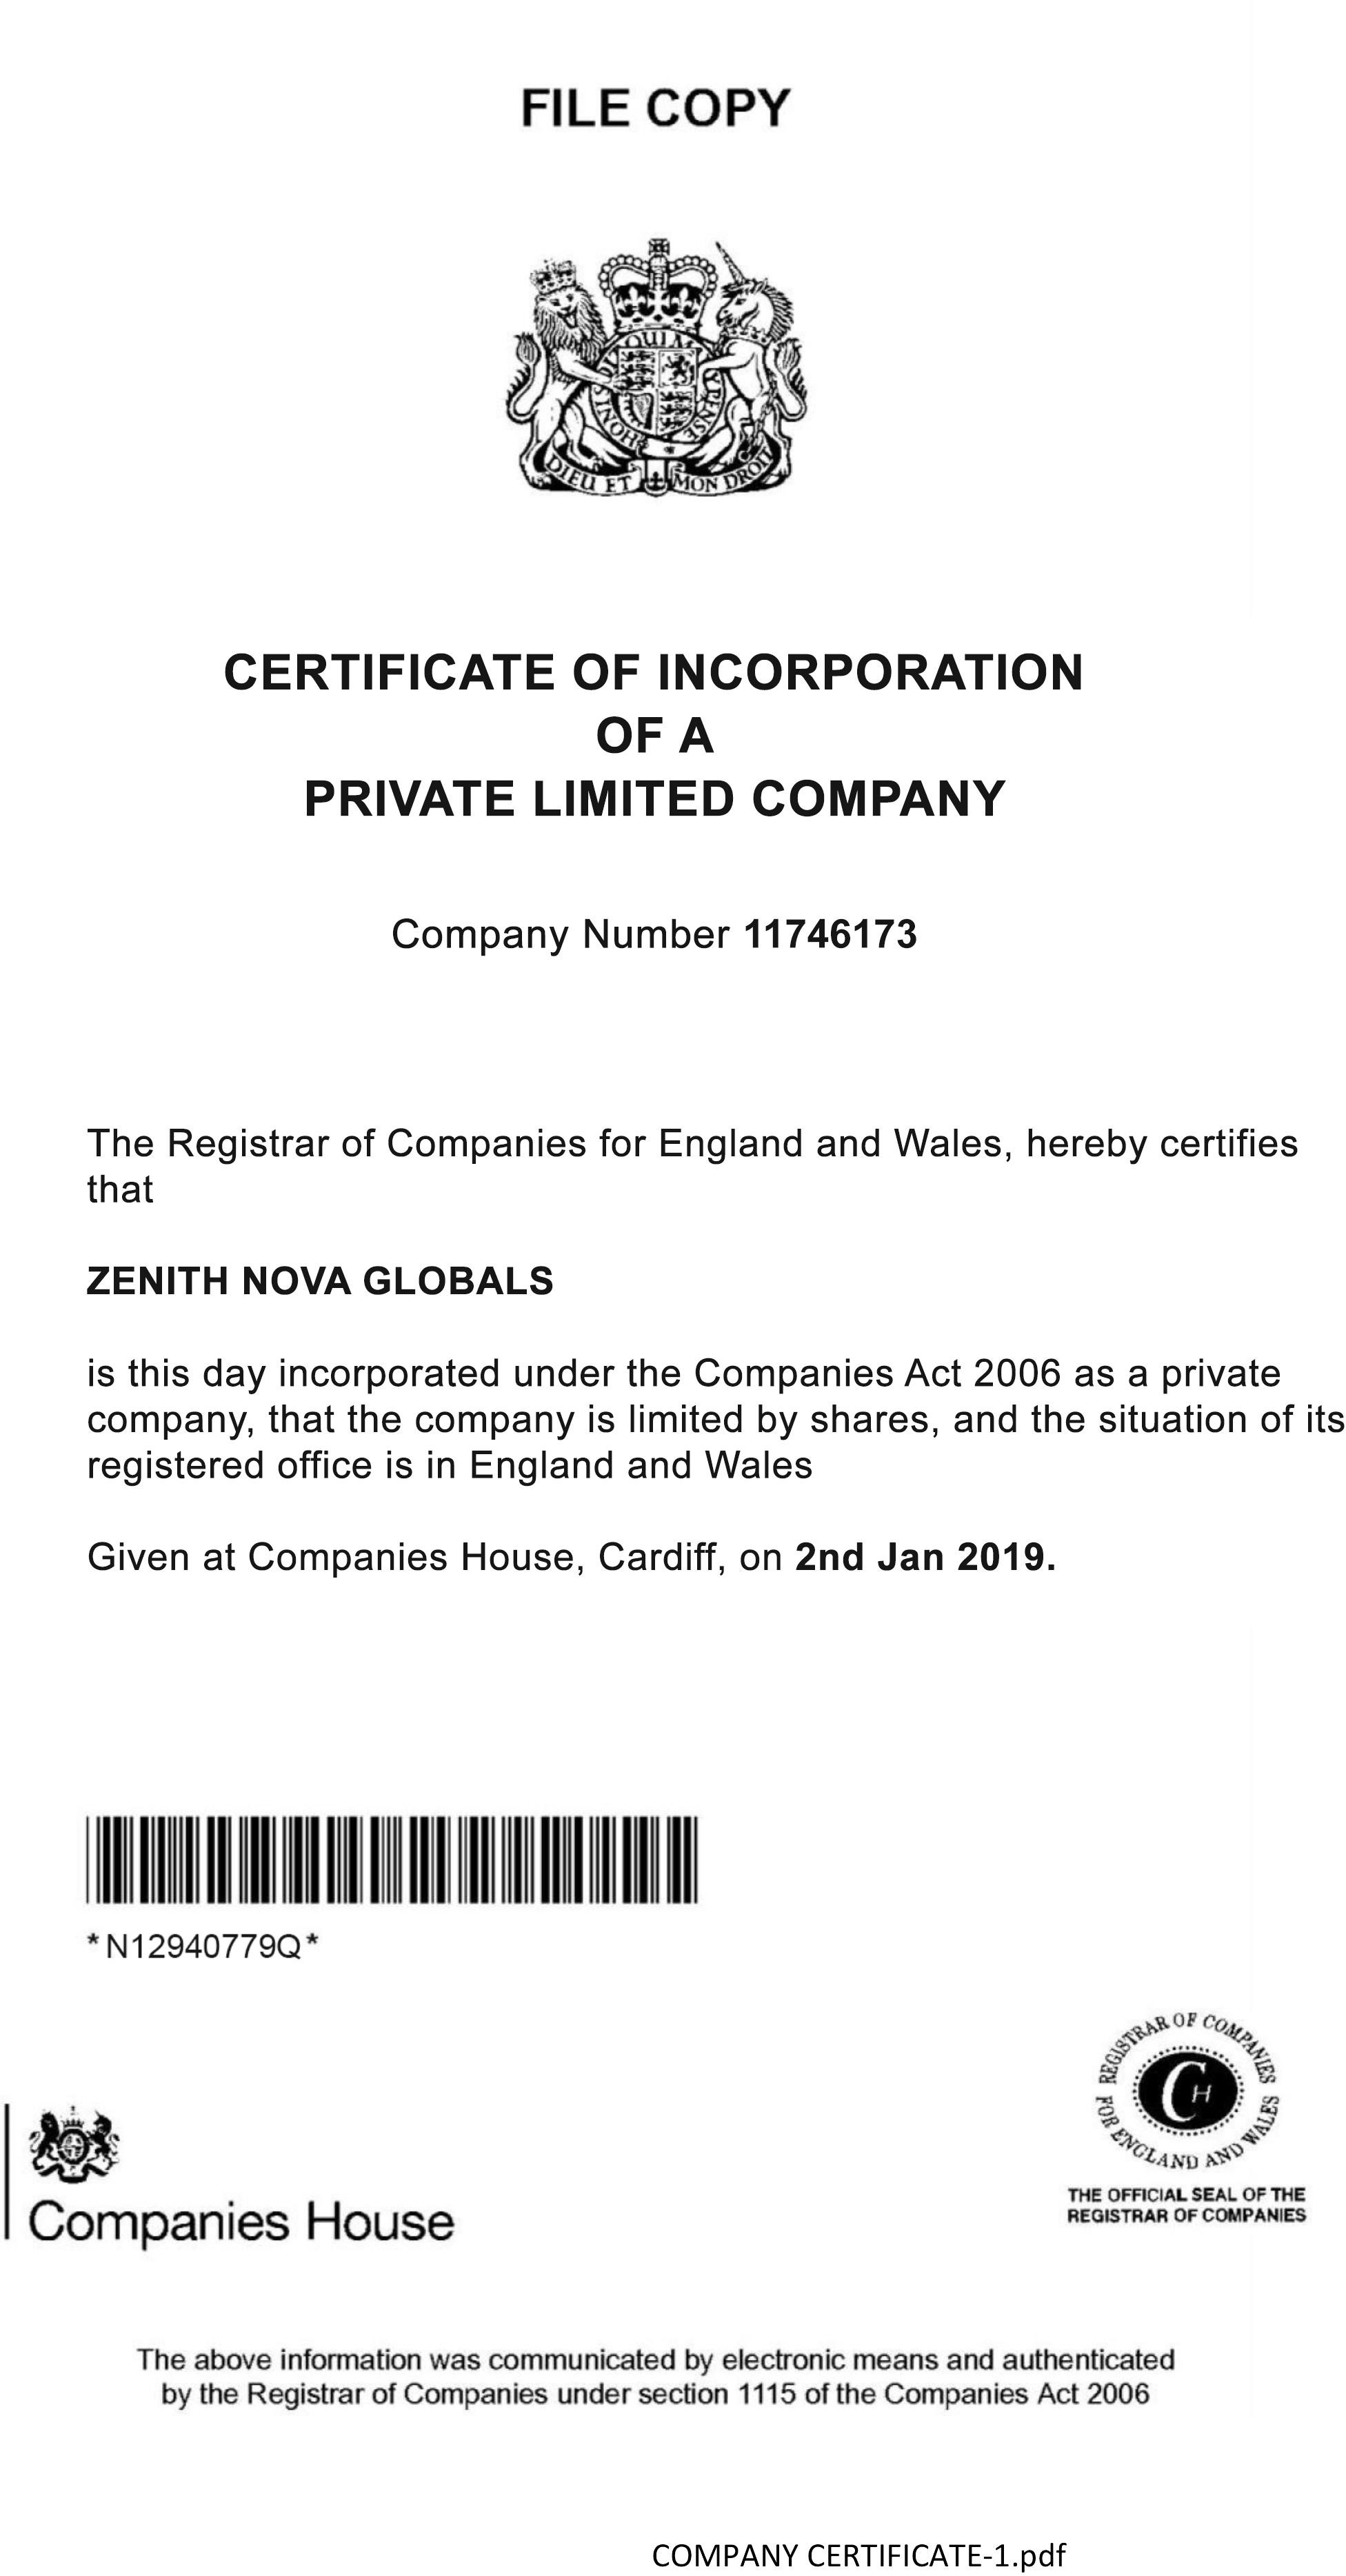 FILE COPY
DIEU ET MON DROIT
CERTIFICATE OF INCORPORATION
OF A
PRIVATE LIMITED COMPANY
Company Number 11746173
The Registrar of Companies for England and Wales, hereby certifies
that
ZENITH NOVA GLOBALS
is this day incorporated under the Companies Act 2006 as a private
company, that the company is limited by shares, and the situation of its
registered office is in England and Wales
Given at Companies House, Cardiff, on 2nd Jan 2019.
*N12940779Q*
REGISTRAR OF COMPANIES
FOR ENGLAND AND WALES
CH
THE OFFICIAL SEAL OF THE
REGISTRAR OF COMPANIES
Companies House
The above information was communicated by electronic means and authenticated
by the Registrar of Companies under section 1115 of the Companies Act 2006
COMPANY CERTIFICATE-1.pdf